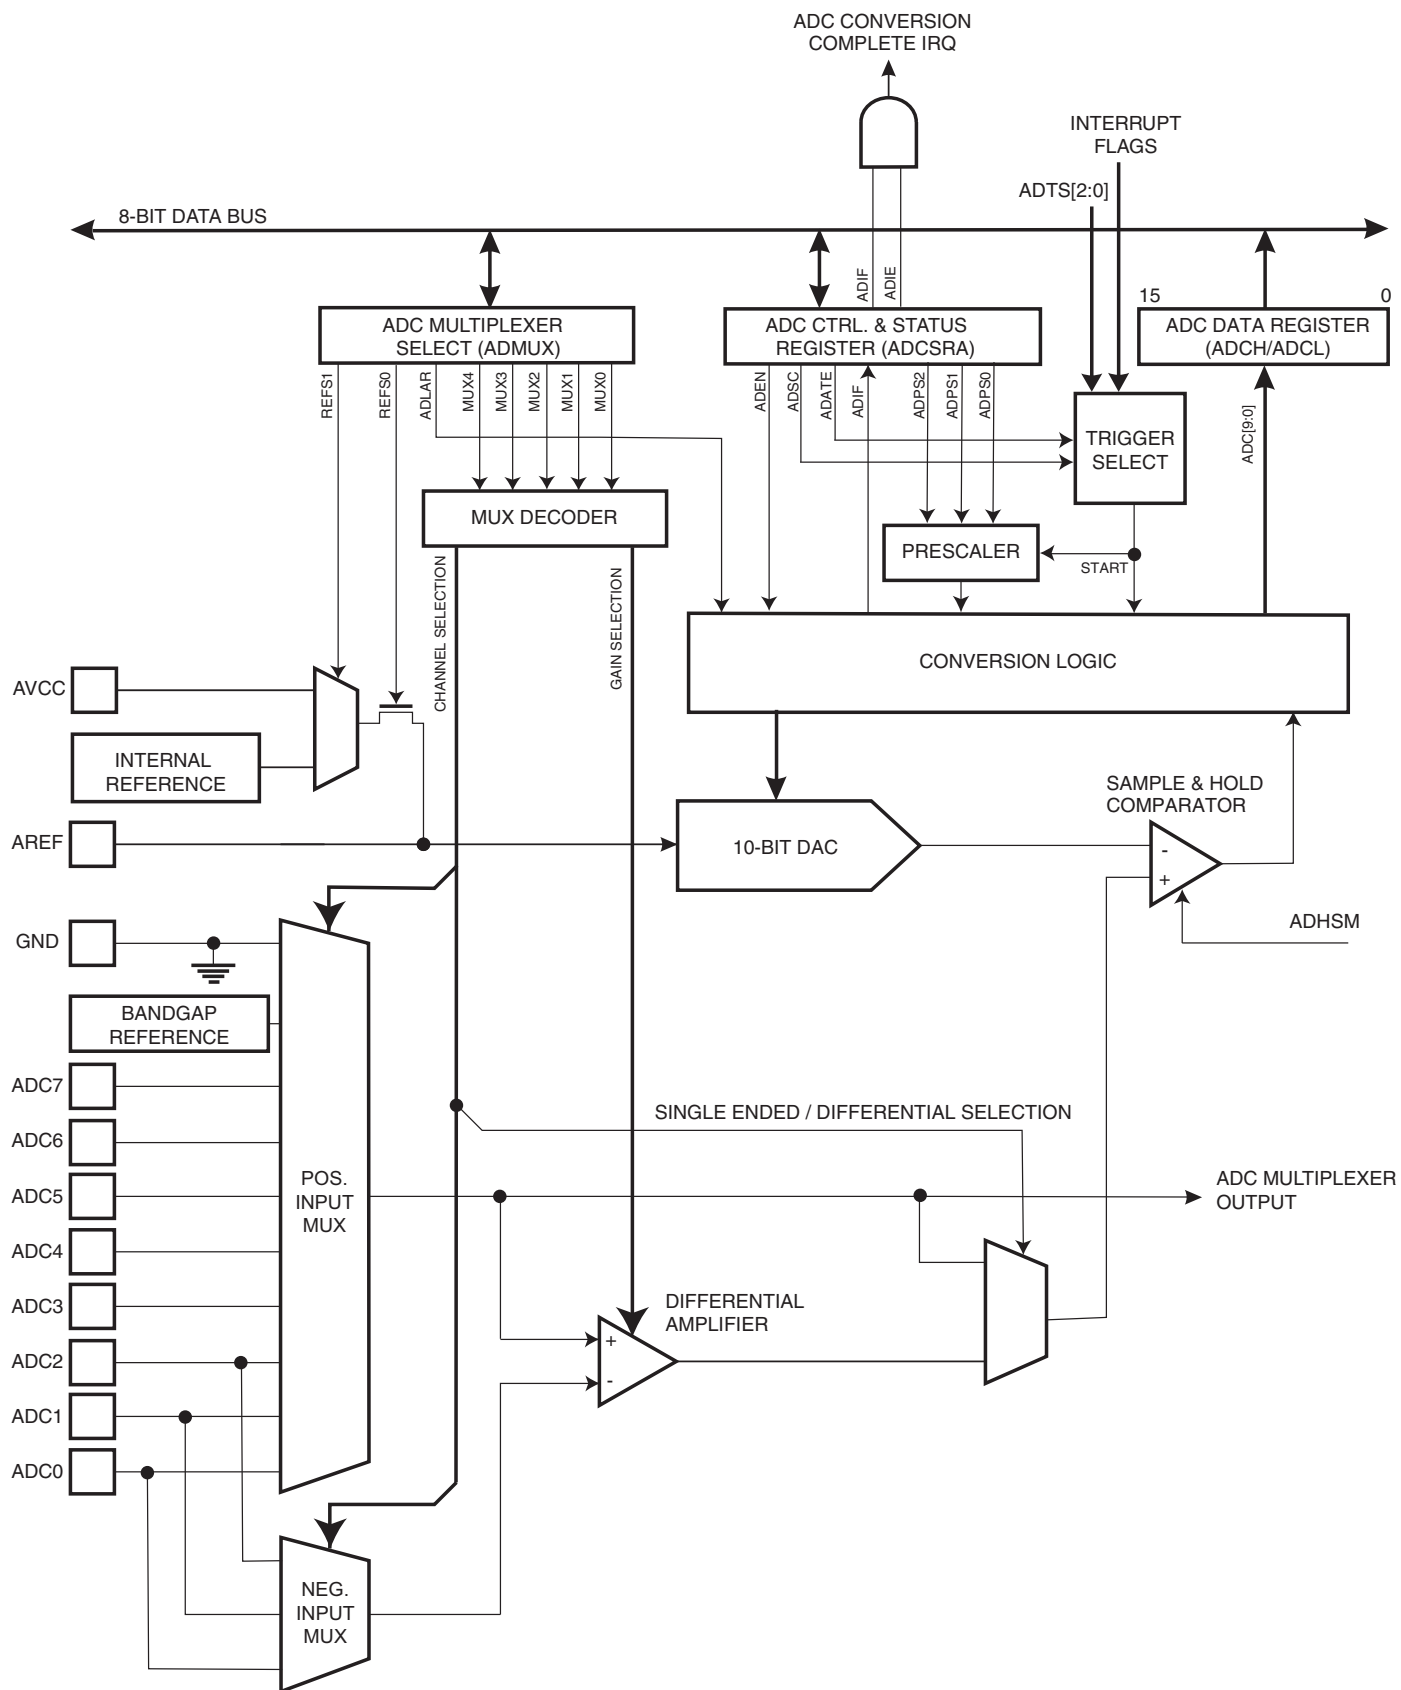 ADC CONVERSION
COMPLETE IRQ
INTERRUPT
FLAGS
ADTS[2:0]
8-BIT DATA BUS
ADIF
ADIE
15
0
ADC MULTIPLEXER
SELECT (ADMUX)
ADC CTRL. & STATUS
REGISTER (ADCSRA)
ADC DATA REGISTER
(ADCH/ADCL)
REFS1
REFS0
ADLAR
MUX4
MUX3
MUX2
MUX1
MUX0
ADEN
ADSC
ADATE
ADIF
ADPS2
ADPS1
ADPS0
ADC[9:0]
TRIGGER
SELECT
MUX DECODER
PRESCALER
START
CHANNEL SELECTION
GAIN SELECTION
CONVERSION LOGIC
AVCC
INTERNAL
REFERENCE
SAMPLE & HOLD
COMPARATOR
AREF
10-BIT DAC
-
+
ADHSM
GND
BANDGAP
REFERENCE
ADC7
SINGLE ENDED / DIFFERENTIAL SELECTION
ADC6
POS.
INPUT
MUX
ADC5
ADC MULTIPLEXER
OUTPUT
ADC4
ADC3
DIFFERENTIAL
AMPLIFIER
+
-
ADC2
ADC1
ADC0
NEG.
INPUT
MUX